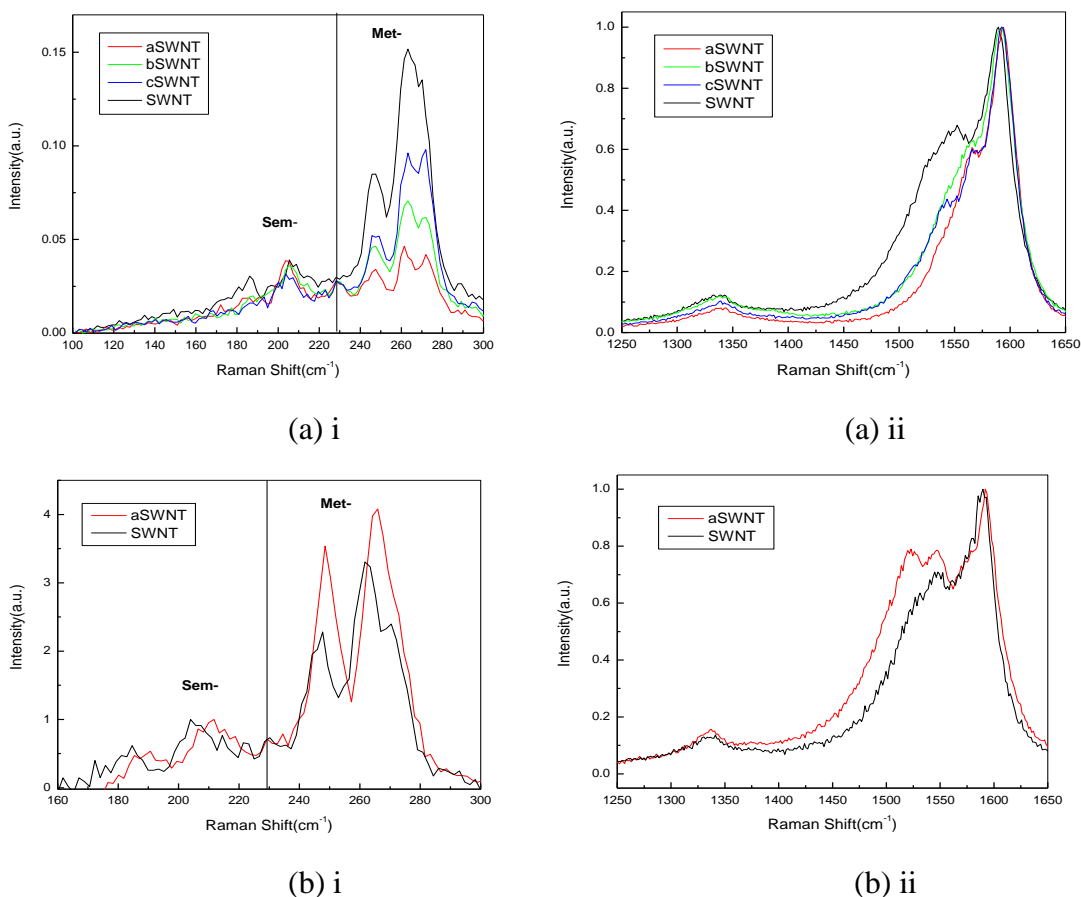 aSWNT
bSWNT
cSWNT
SWNT
Met-
Sem-
Intensity(a.u.)
0.15
0.10
0.05
0.00
100 120 140 160 180 200 220 240 260 280 300
Raman Shift(cm-1)
(a) i
aSWNT
bSWNT
cSWNT
SWNT
Intensity(a.u.)
1.0
0.8
0.6
0.4
0.2
0.0
1250 1300 1350 1400 1450 1500 1550 1600 1650
Raman Shift(cm-1)
(a) ii
aSWNT
SWNT
Met-
Sem-
Intensity(a.u.)
4
3
2
1
0
160 180 200 220 240 260 280 300
Raman Shift(cm-1)
(b) i
aSWNT
SWNT
Intensity(a.u.)
1.0
0.8
0.6
0.4
0.2
0.0
1250 1300 1350 1400 1450 1500 1550 1600 1650
Raman Shift(cm-1)
(b) ii